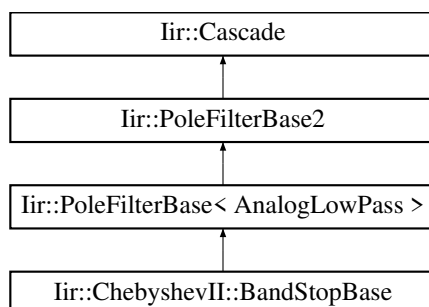 Iir::Cascade
Iir::PoleFilterBase2
Iir::PoleFilterBase< AnalogLowPass >
Iir::ChebyshevII::BandStopBase